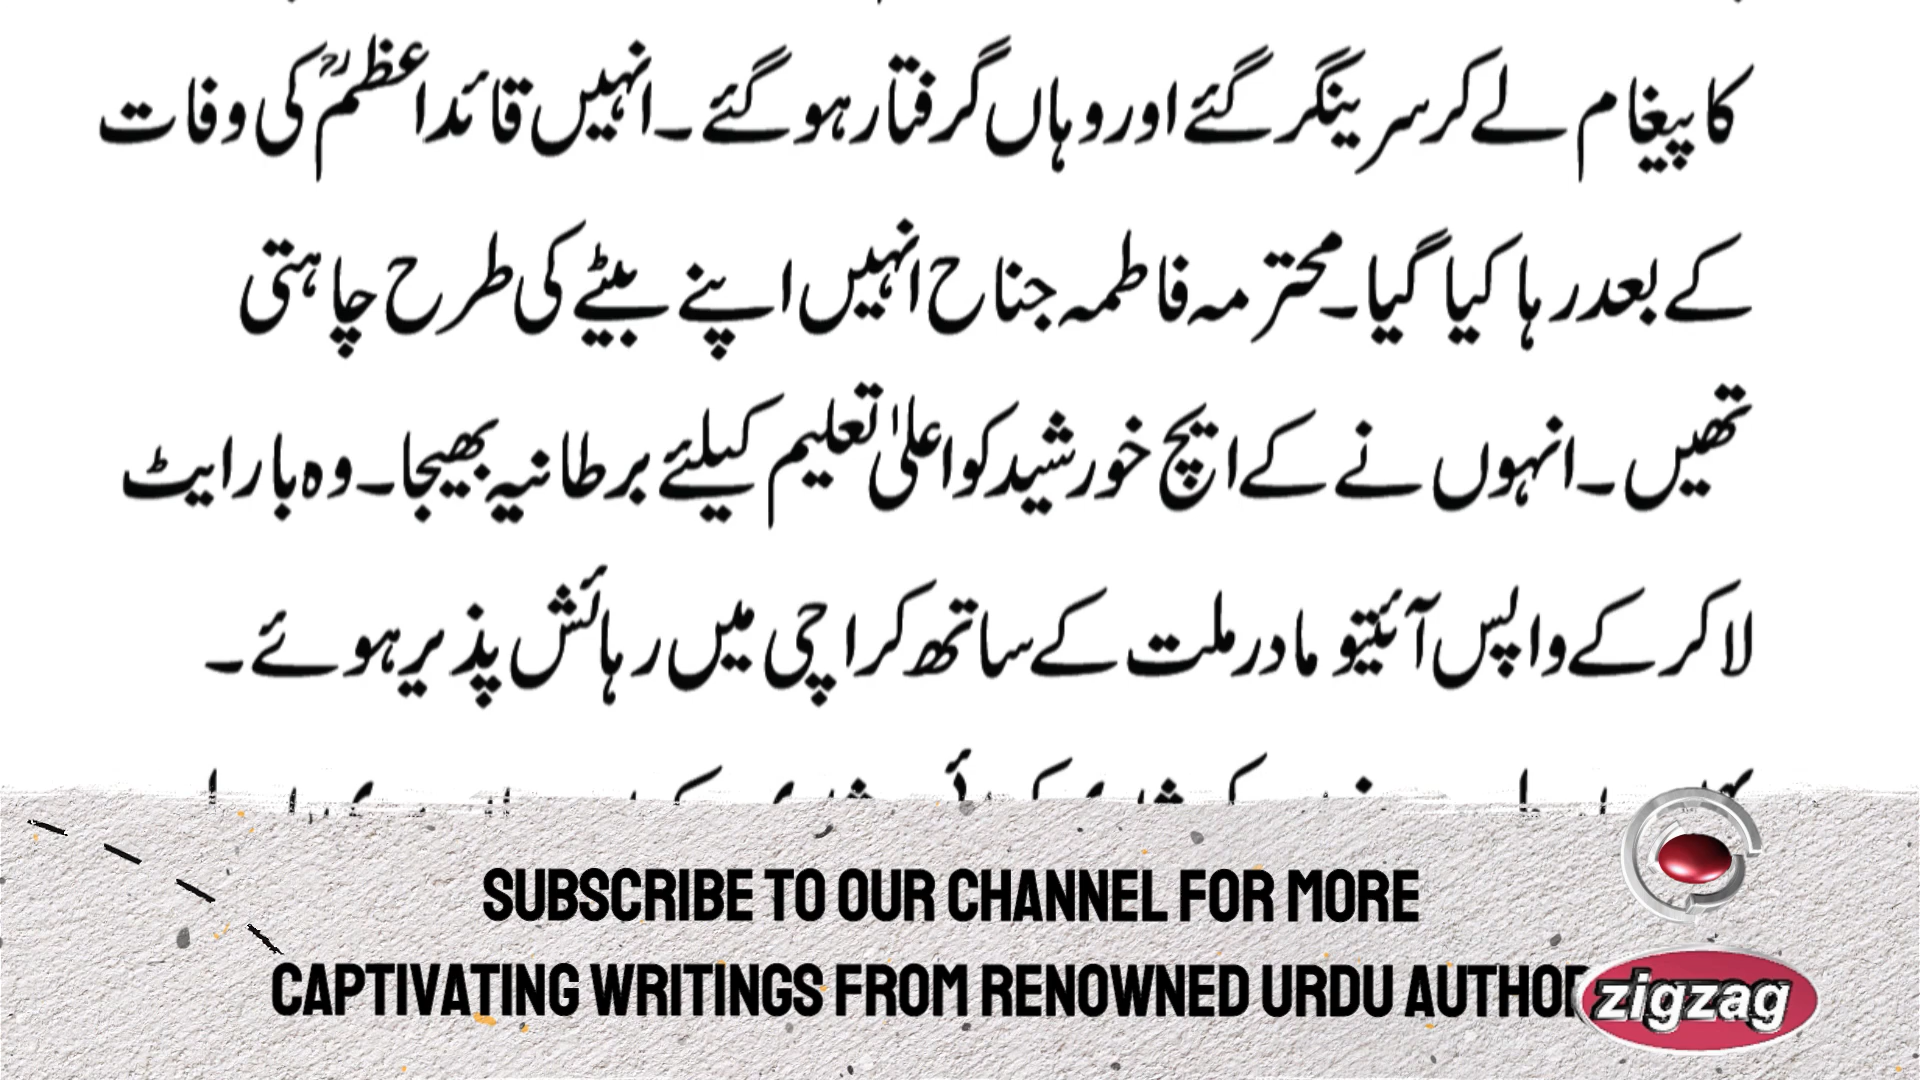 کا پیغام لے کر سرینگر گئے اور وہاں گرفتار ہو گئے۔ انہیں قائداعظمؒ کی وفات
کے بعد رہا کیا گیا۔ محترمہ فاطمہ جناح انہیں اپنے بیٹے کی طرح چاہتی
تھیں۔ انہوں نے کے ایچ خورشید کو اعلیٰ تعلیم کیلئے برطانیہ بھیجا۔ وہ بار ایٹ
لا کر کے واپس آئیتو مادر ملت کے ساتھ کراچی میں رہائش پذیر ہوئے۔
SUBSCRIBE TO OUR CHANNEL FOR MORE
CAPTIVATING WRITINGS FROM RENOWNED URDU AUTHOR
zigzag